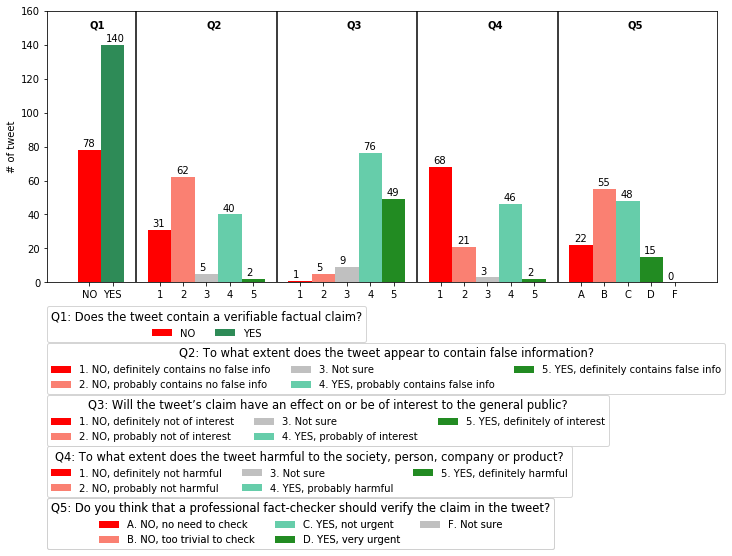 160
140
120
100
80
60
40
20
0
# of tweet
Q1 Q2 Q3 Q4 Q5
78 140 31 62 5 40 2 1 5 9 76 49 68 21 3 46 2 22 55 48 15 0
NO YES 1 2 3 4 5 1 2 3 4 5 1 2 3 4 5 A B C D F
Q1: Does the tweet contain a verifiable factual claim?
NO YES
Q2: To what extent does the tweet appear to contain false information?
1. NO, definitely contains no false info 3. Not sure 5. YES, definitely contains false info
2. NO, probably contains no false info 4. YES, probably contains false info
Q3: Will the tweet’s claim have an effect on or be of interest to the general public?
1. NO, definitely not of interest 3. Not sure 5. YES, definitely of interest
2. NO, probably not of interest 4. YES, probably of interest
Q4: To what extent does the tweet harmful to the society, person, company or product?
1. NO, definitely not harmful 3. Not sure 5. YES, definitely harmful
2. NO, probably not harmful 4. YES, probably harmful
Q5: Do you think that a professional fact-checker should verify the claim in the tweet?
A. NO, no need to check C. YES, not urgent F. Not sure
B. NO, too trivial to check D. YES, very urgent